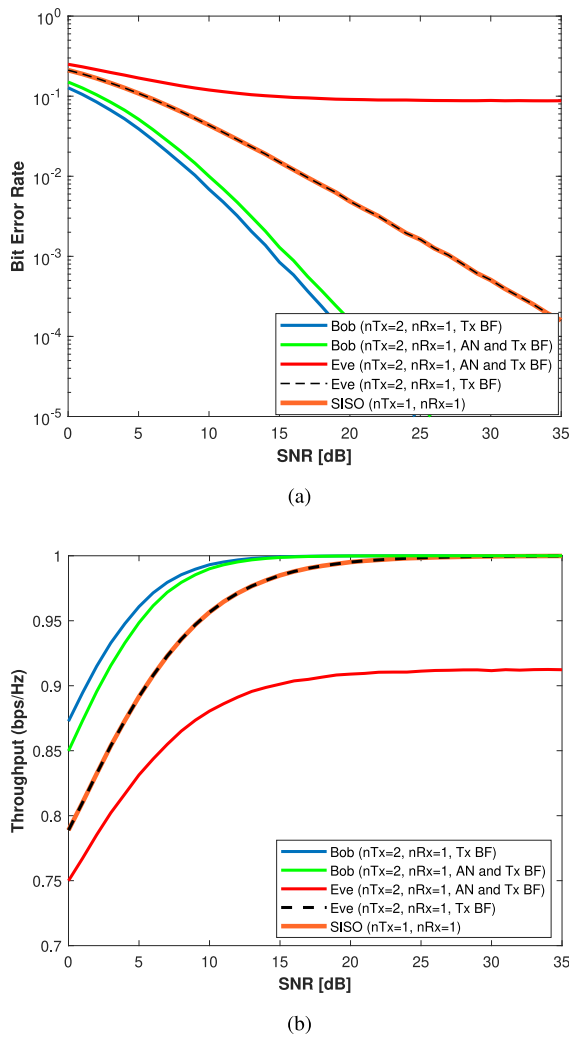 10^0
10^-1
10^-2
10^-3
10^-4
10^-5
Bit Error Rate
Bob (nTx=2, nRx=1, Tx BF)
Bob (nTx=2, nRx=1, AN and Tx BF)
Eve (nTx=2, nRx=1, AN and Tx BF)
Eve (nTx=2, nRx=1, Tx BF)
SISO (nTx=1, nRx=1)
0 5 10 15 20 25 30 35
SNR [dB]
(a)
1
0.95
0.9
0.85
0.8
0.75
0.7
Throughput (bps/Hz)
Bob (nTx=2, nRx=1, Tx BF)
Bob (nTx=2, nRx=1, AN and Tx BF)
Eve (nTx=2, nRx=1, AN and Tx BF)
Eve (nTx=2, nRx=1, Tx BF)
SISO (nTx=1, nRx=1)
0 5 10 15 20 25 30 35
SNR [dB]
(b)